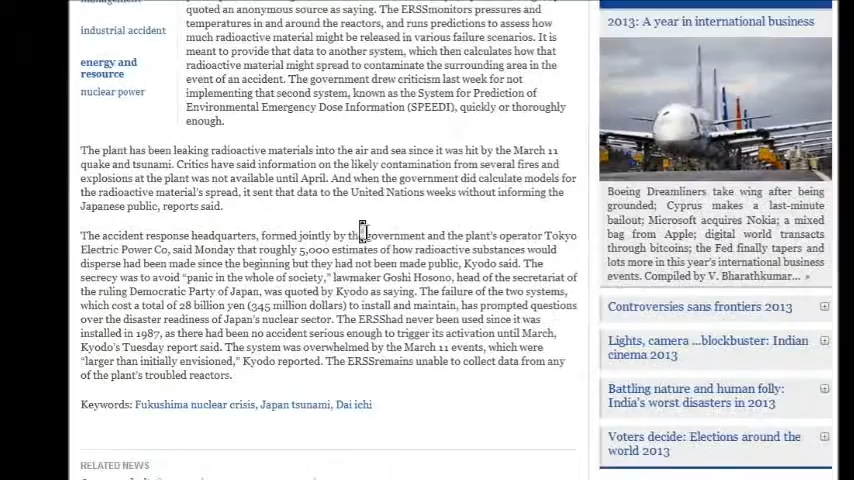 management
industrial accident
energy and
resource
nuclear power
quoted an anonymous source as saying. The ERSSmonitors pressures and
temperatures in and around the reactors, and runs predictions to assess how
much radioactive material might be released in various failure scenarios. It is
meant to provide that data to another system, which then calculates how that
radioactive material might spread to contaminate the surrounding area in the
event of an accident. The government drew criticism last week for not
implementing that second system, known as the System for Prediction of
Environmental Emergency Dose Information (SPEEDI), quickly or thoroughly
enough.
The plant has been leaking radioactive materials into the air and sea since it was hit by the March 11
quake and tsunami. Critics have said information on the likely contamination from several fires and
explosions at the plant was not available until April. And when the government did calculate models for
the radioactive material's spread, it sent that data to the United Nations weeks without informing the
Japanese public, reports said.
The accident response headquarters, formed jointly by the government and the plant's operator Tokyo
Electric Power Co, said Monday that roughly 5,000 estimates of how radioactive substances would
disperse had been made since the beginning but they had not been made public, Kyodo said. The
secrecy was to avoid “panic in the whole of society,” lawmaker Goshi Hosono, head of the secretariat of
the ruling Democratic Party of Japan, was quoted by Kyodo as saying. The failure of the two systems,
which cost a total of 28 billion yen (345 million dollars) to install and maintain, has prompted questions
over the disaster readiness of Japan's nuclear sector. The ERSShad never been used since it was
installed in 1987, as there had been no accident serious enough to trigger its activation until March,
Kyodo's Tuesday report said. The system was overwhelmed by the March 11 events, which were
“larger than initially envisioned,” Kyodo reported. The ERSSremains unable to collect data from any
of the plant's troubled reactors.
Keywords: Fukushima nuclear crisis, Japan tsunami, Dai ichi
RELATED NEWS
2013: A year in international business
Boeing Dreamliners take wing after being
grounded; Cyprus makes a last-minute
bailout; Microsoft acquires Nokia; a mixed
bag from Apple; digital world transacts
through bitcoins; the Fed finally tapers and
lots more in this year's international business
events. Compiled by V. Bharathkumar... »
Controversies sans frontiers 2013
Lights, camera ...blockbuster: Indian
cinema 2013
Battling nature and human folly:
India's worst disasters in 2013
Voters decide: Elections around the
world 2013